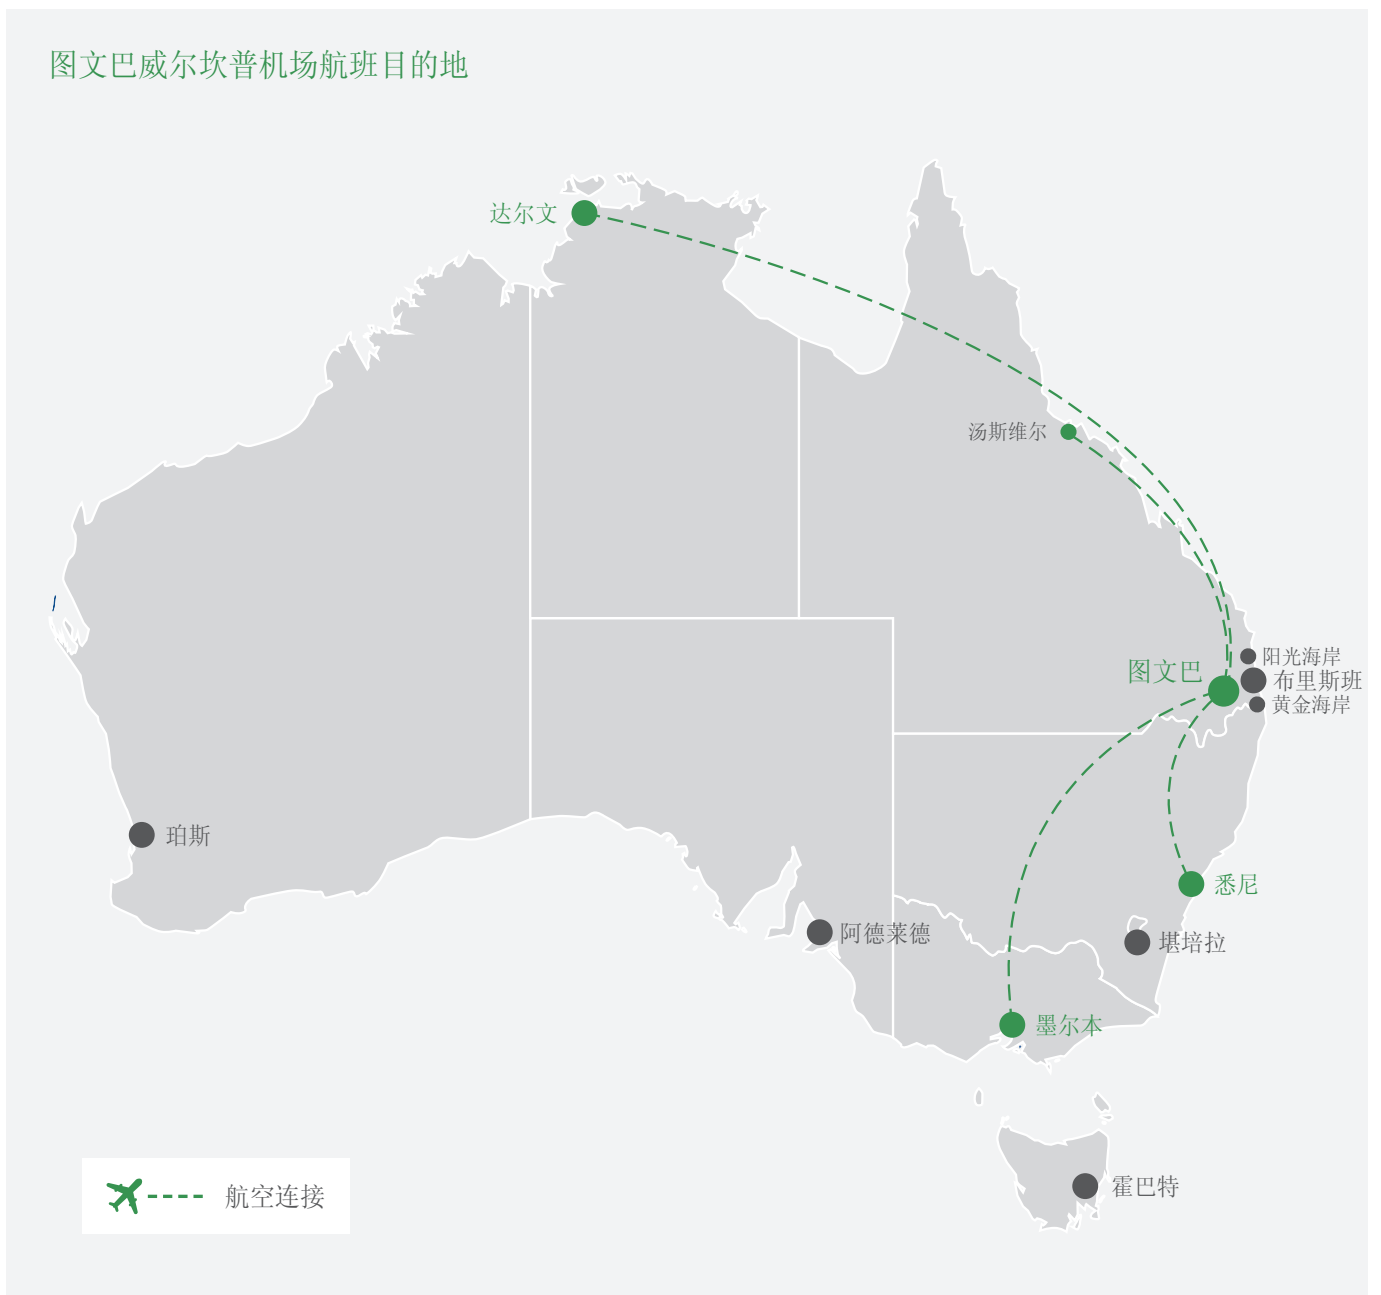 图文巴威尔坎普机场航班目的地
达尔文
汤斯维尔
阳光海岸
图文巴
布里斯班
黄金海岸
珀斯
悉尼
阿德莱德
堪培拉
墨尔本
霍巴特
航空连接